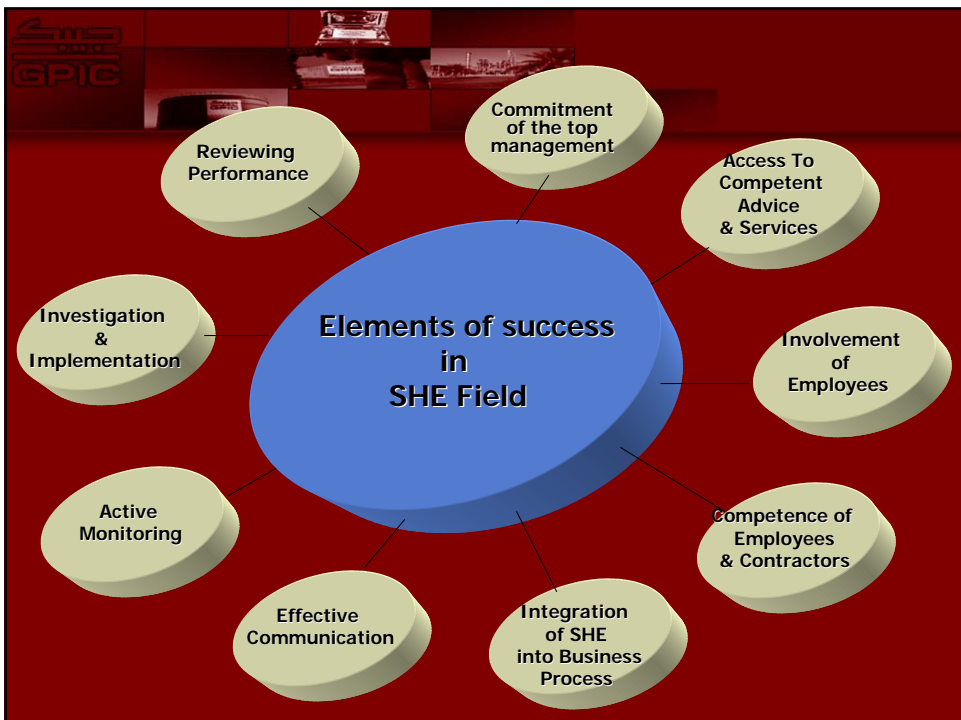 جيبك
GPIC
Commitment
of the top
management
Reviewing
Performance
Access To
Competent
Advice
& Services
Investigation
&
Implementation
Elements of success
in
SHE Field
Involvement
of
Employees
Active
Monitoring
Competence of
Employees
& Contractors
Effective
Communication
Integration
of SHE
into Business
Process